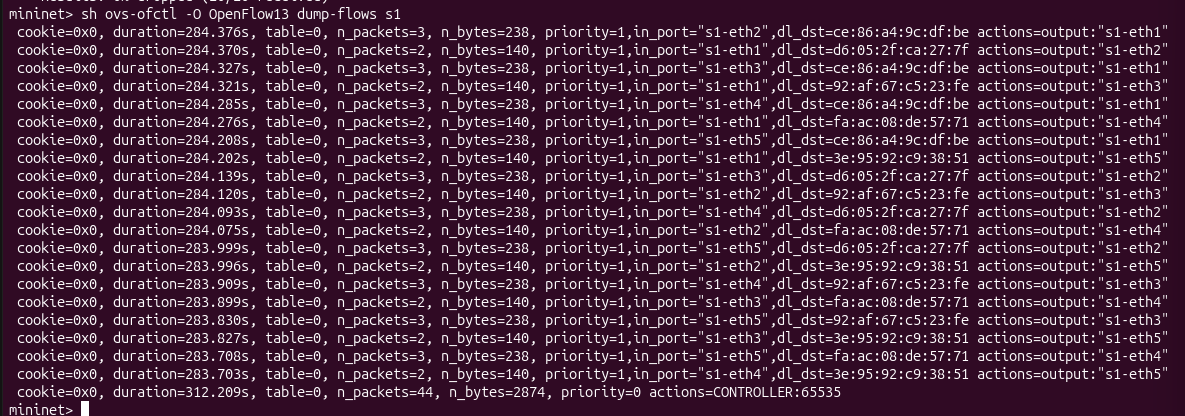 mininet> sh ovs-ofctl -O OpenFlow13 dump-flows s1
cookie=0x0, duration=284.376s, table=0, n_packets=3, n_bytes=238, priority=1,in_port="s1-eth2",dl_dst=ce:86:a4:9c:df:be actions=output:"s1-eth1"
cookie=0x0, duration=284.370s, table=0, n_packets=2, n_bytes=140, priority=1,in_port="s1-eth1",dl_dst=d6:05:2f:ca:27:7f actions=output:"s1-eth2"
cookie=0x0, duration=284.327s, table=0, n_packets=3, n_bytes=238, priority=1,in_port="s1-eth3",dl_dst=ce:86:a4:9c:df:be actions=output:"s1-eth1"
cookie=0x0, duration=284.321s, table=0, n_packets=2, n_bytes=140, priority=1,in_port="s1-eth1",dl_dst=92:af:67:c5:23:fe actions=output:"s1-eth3"
cookie=0x0, duration=284.285s, table=0, n_packets=3, n_bytes=238, priority=1,in_port="s1-eth4",dl_dst=ce:86:a4:9c:df:be actions=output:"s1-eth1"
cookie=0x0, duration=284.276s, table=0, n_packets=2, n_bytes=140, priority=1,in_port="s1-eth1",dl_dst=fa:ac:08:de:57:71 actions=output:"s1-eth4"
cookie=0x0, duration=284.208s, table=0, n_packets=3, n_bytes=238, priority=1,in_port="s1-eth5",dl_dst=ce:86:a4:9c:df:be actions=output:"s1-eth1"
cookie=0x0, duration=284.202s, table=0, n_packets=2, n_bytes=140, priority=1,in_port="s1-eth1",dl_dst=3e:95:92:c9:38:51 actions=output:"s1-eth5"
cookie=0x0, duration=284.139s, table=0, n_packets=3, n_bytes=238, priority=1,in_port="s1-eth3",dl_dst=d6:05:2f:ca:27:7f actions=output:"s1-eth2"
cookie=0x0, duration=284.120s, table=0, n_packets=2, n_bytes=140, priority=1,in_port="s1-eth2",dl_dst=92:af:67:c5:23:fe actions=output:"s1-eth3"
cookie=0x0, duration=284.093s, table=0, n_packets=3, n_bytes=238, priority=1,in_port="s1-eth4",dl_dst=d6:05:2f:ca:27:7f actions=output:"s1-eth2"
cookie=0x0, duration=284.075s, table=0, n_packets=2, n_bytes=140, priority=1,in_port="s1-eth2",dl_dst=fa:ac:08:de:57:71 actions=output:"s1-eth4"
cookie=0x0, duration=283.999s, table=0, n_packets=3, n_bytes=238, priority=1,in_port="s1-eth5",dl_dst=d6:05:2f:ca:27:7f actions=output:"s1-eth2"
cookie=0x0, duration=283.996s, table=0, n_packets=2, n_bytes=140, priority=1,in_port="s1-eth2",dl_dst=3e:95:92:c9:38:51 actions=output:"s1-eth5"
cookie=0x0, duration=283.909s, table=0, n_packets=3, n_bytes=238, priority=1,in_port="s1-eth4",dl_dst=92:af:67:c5:23:fe actions=output:"s1-eth3"
cookie=0x0, duration=283.899s, table=0, n_packets=2, n_bytes=140, priority=1,in_port="s1-eth3",dl_dst=fa:ac:08:de:57:71 actions=output:"s1-eth4"
cookie=0x0, duration=283.830s, table=0, n_packets=3, n_bytes=238, priority=1,in_port="s1-eth5",dl_dst=92:af:67:c5:23:fe actions=output:"s1-eth3"
cookie=0x0, duration=283.827s, table=0, n_packets=2, n_bytes=140, priority=1,in_port="s1-eth3",dl_dst=3e:95:92:c9:38:51 actions=output:"s1-eth5"
cookie=0x0, duration=283.708s, table=0, n_packets=3, n_bytes=238, priority=1,in_port="s1-eth5",dl_dst=fa:ac:08:de:57:71 actions=output:"s1-eth4"
cookie=0x0, duration=283.703s, table=0, n_packets=2, n_bytes=140, priority=1,in_port="s1-eth4",dl_dst=3e:95:92:c9:38:51 actions=output:"s1-eth5"
cookie=0x0, duration=312.209s, table=0, n_packets=44, n_bytes=2874, priority=0 actions=CONTROLLER:65535
mininet>